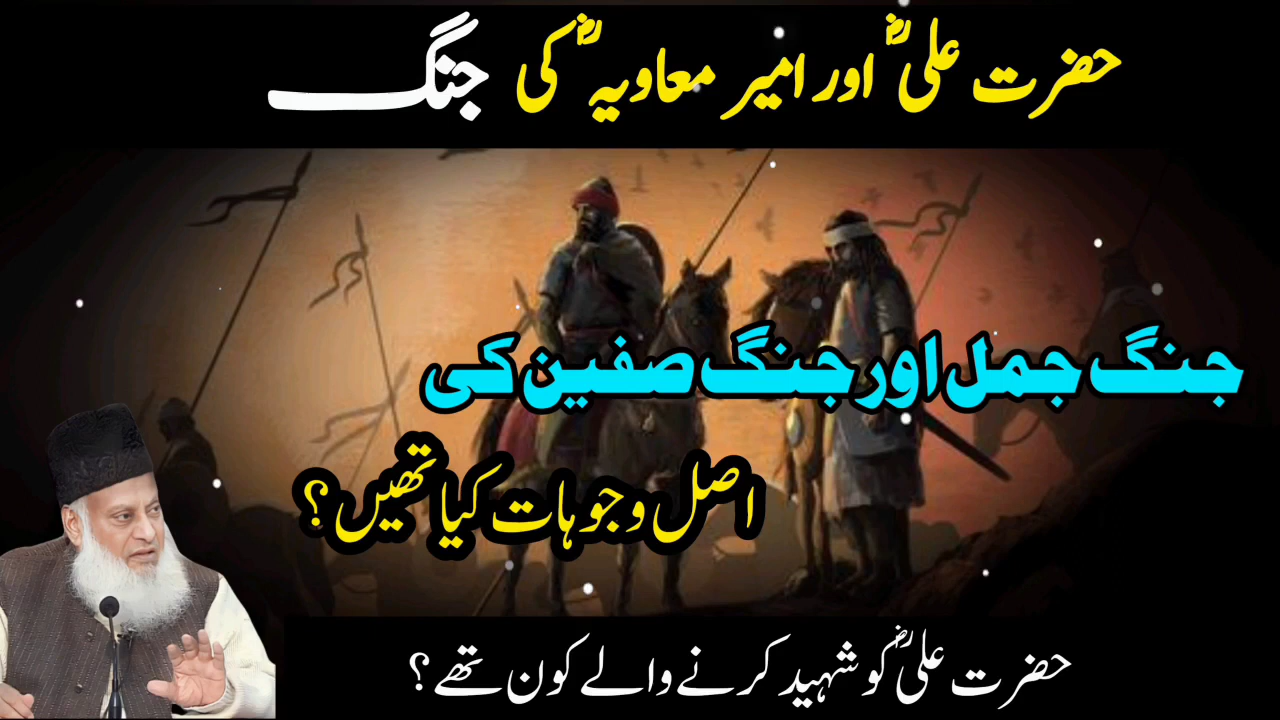 حضرت علیؓ اور امیر معاویہؓ کی جنگ
جنگ جمل اور جنگ صفین کی
اصل وجوہات کیا تھیں؟
حضرت علیؓ کو شہید کرنے والے کون تھے؟